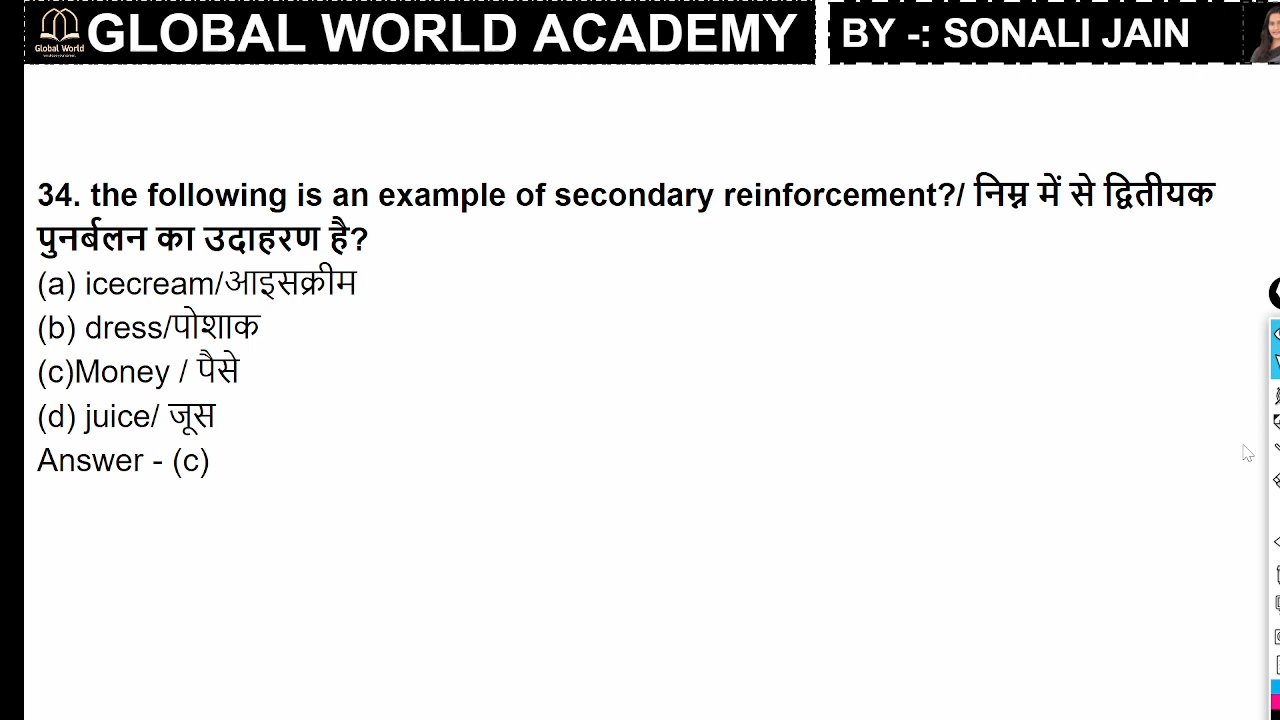 GLOBAL WORLD ACADEMY
BY -: SONALI JAIN
Global World
34. the following is an example of secondary reinforcement?/ निम्न में से द्वितीयक
पुनर्बलन का उदाहरण है?
(a) icecream/आइसक्रीम
(b) dress/पोशाक
(c)Money / पैसे
(d) juice/ जूस
Answer - (c)